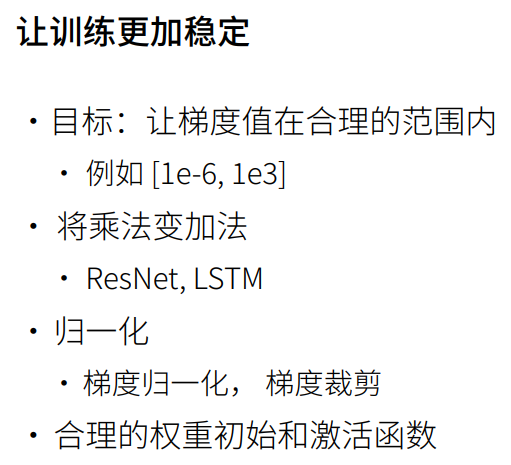 让训练更加稳定
• 目标：让梯度值在合理的范围内
• 例如 [1e-6, 1e3]
• 将乘法变加法
• ResNet, LSTM
• 归一化
• 梯度归一化， 梯度裁剪
• 合理的权重初始和激活函数